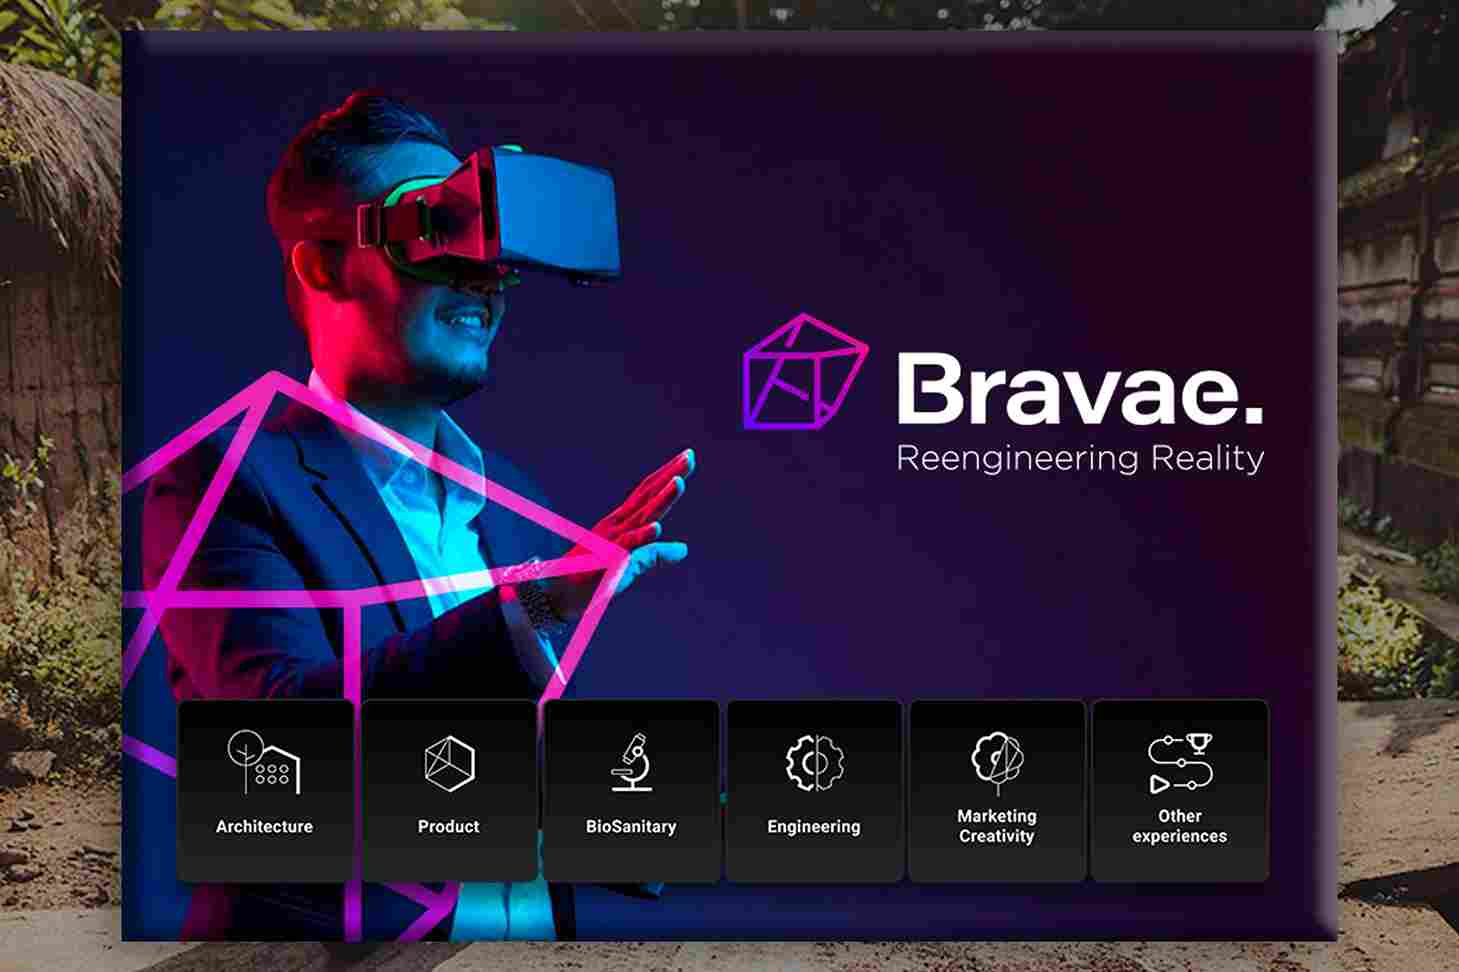 Bravae.
Reengineering Reality
Architecture
Product
BioSanitary
Engineering
Marketing
Creativity
Other
experiences